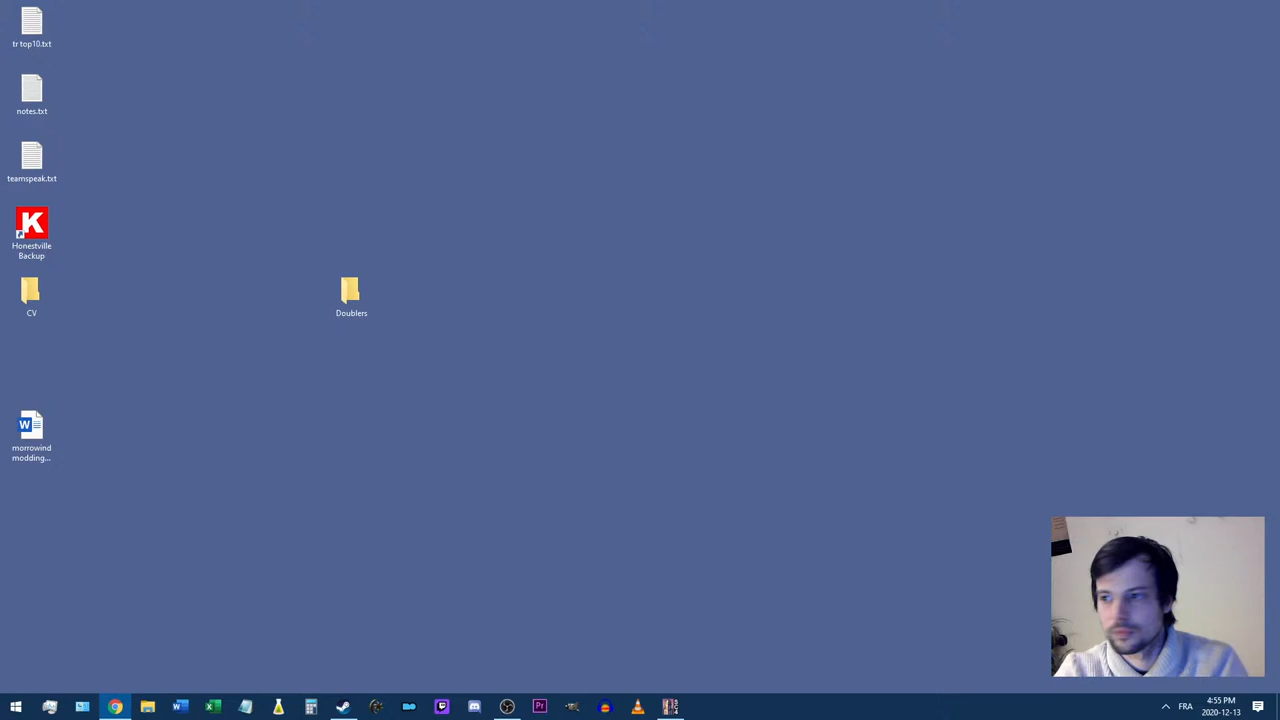 tr top10.txt
notes.txt
teamspeak.txt
K
Honestville
Backup
CV
Doublers
W
morrowind
modding...
FRA
4:55 PM
2020-12-13